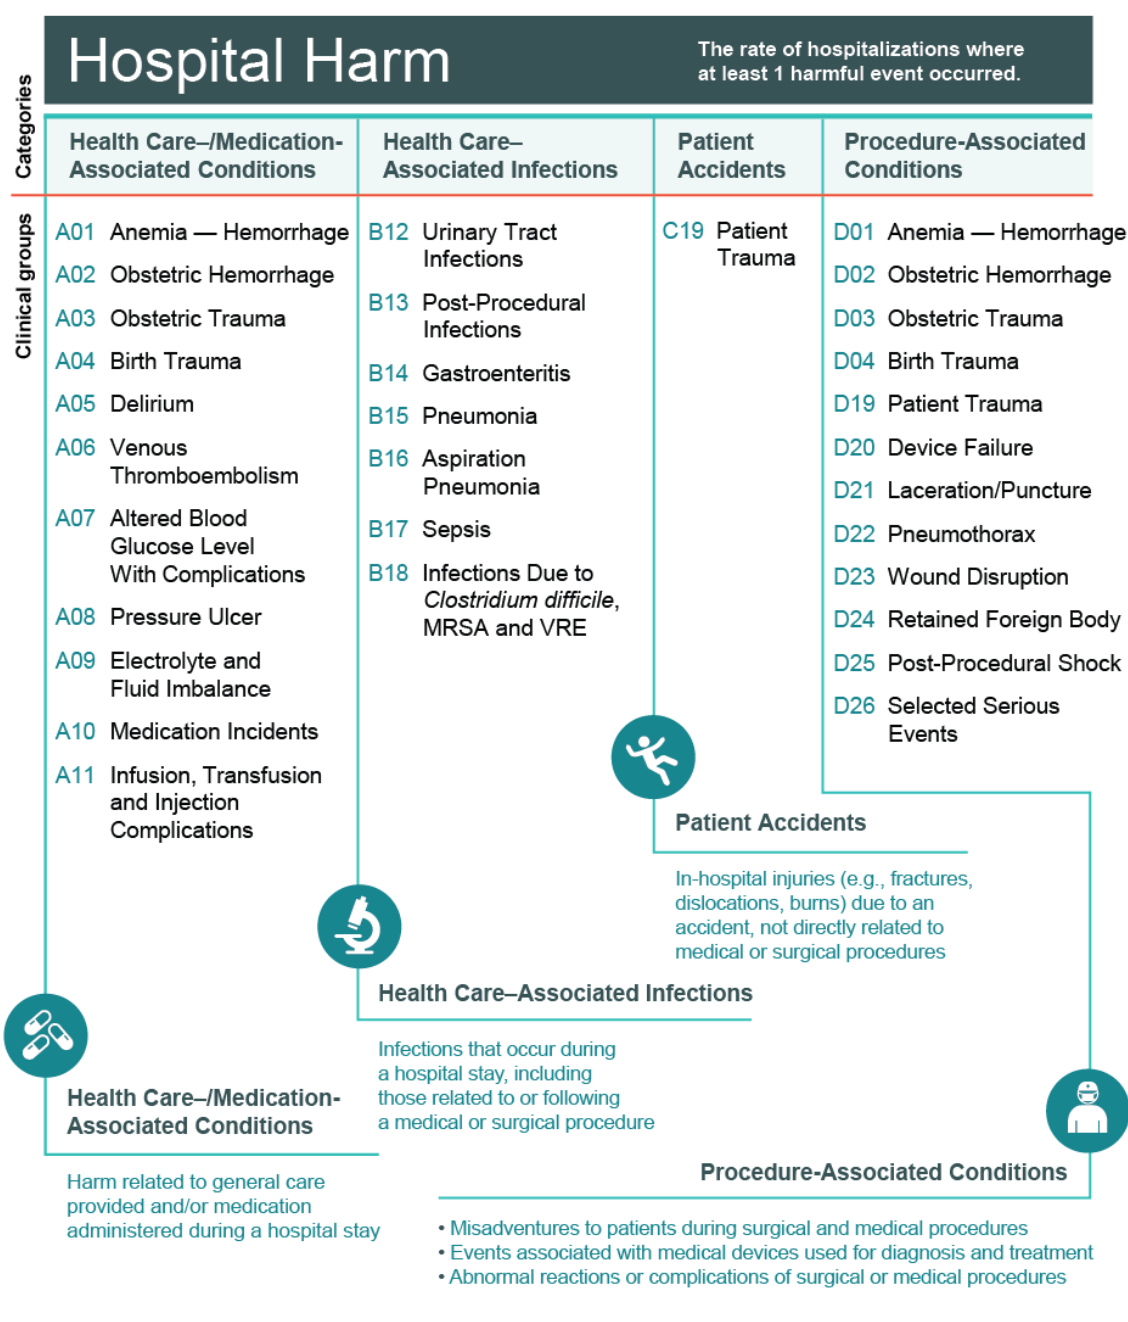 Hospital Harm
The rate of hospitalizations where
at least 1 harmful event occurred.
Categories
Health Care–/Medication-
Associated Conditions
Health Care–
Associated Infections
Patient
Accidents
Procedure-Associated
Conditions
Clinical groups
A01 Anemia — Hemorrhage
A02 Obstetric Hemorrhage
A03 Obstetric Trauma
A04 Birth Trauma
A05 Delirium
A06 Venous
Thromboembolism
A07 Altered Blood
Glucose Level
With Complications
A08 Pressure Ulcer
A09 Electrolyte and
Fluid Imbalance
A10 Medication Incidents
A11 Infusion, Transfusion
and Injection
Complications
B12 Urinary Tract
Infections
B13 Post-Procedural
Infections
B14 Gastroenteritis
B15 Pneumonia
B16 Aspiration
Pneumonia
B17 Sepsis
B18 Infections Due to
Clostridium difficile,
MRSA and VRE
C19 Patient
Trauma
D01 Anemia — Hemorrhage
D02 Obstetric Hemorrhage
D03 Obstetric Trauma
D04 Birth Trauma
D19 Patient Trauma
D20 Device Failure
D21 Laceration/Puncture
D22 Pneumothorax
D23 Wound Disruption
D24 Retained Foreign Body
D25 Post-Procedural Shock
D26 Selected Serious
Events
Patient Accidents
In-hospital injuries (e.g., fractures,
dislocations, burns) due to an
accident, not directly related to
medical or surgical procedures
Health Care–Associated Infections
Infections that occur during
a hospital stay, including
those related to or following
a medical or surgical procedure
Health Care–/Medication-
Associated Conditions
Harm related to general care
provided and/or medication
administered during a hospital stay
Procedure-Associated Conditions
• Misadventures to patients during surgical and medical procedures
• Events associated with medical devices used for diagnosis and treatment
• Abnormal reactions or complications of surgical or medical procedures